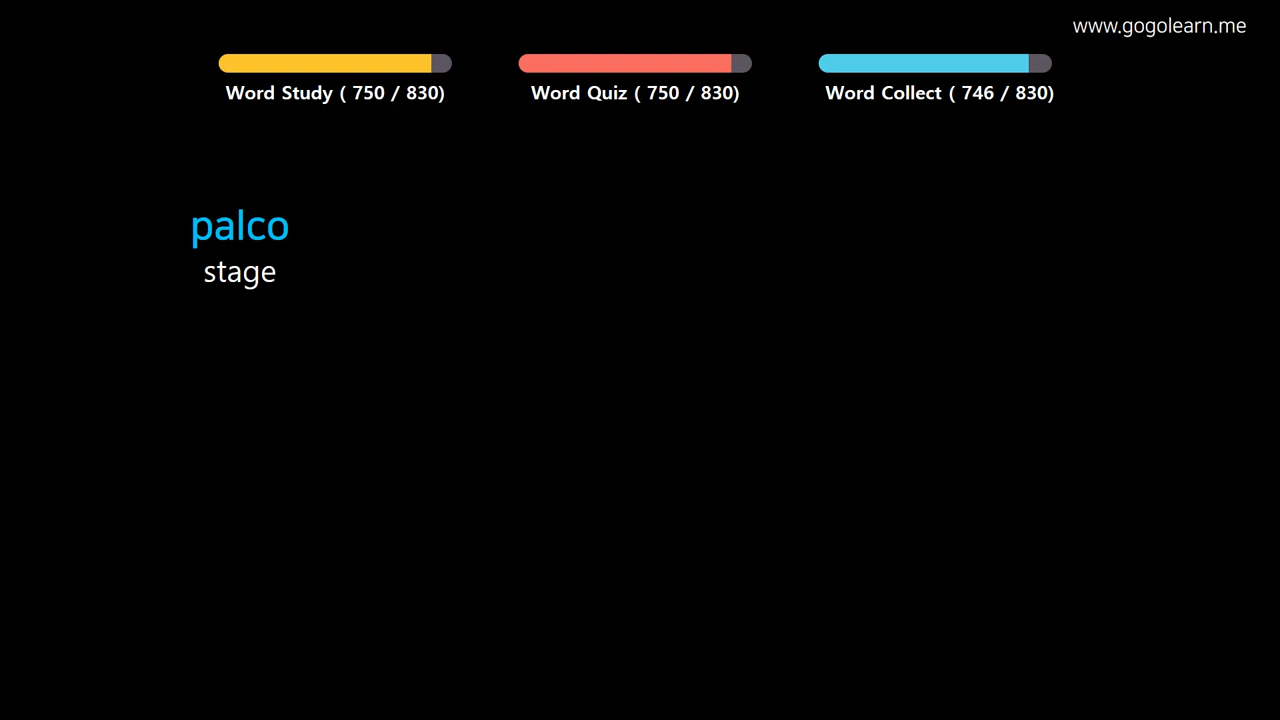 www.gogolearn.me
Word Study ( 750 / 830)
Word Quiz ( 750 / 830)
Word Collect ( 746 / 830)
palco
stage